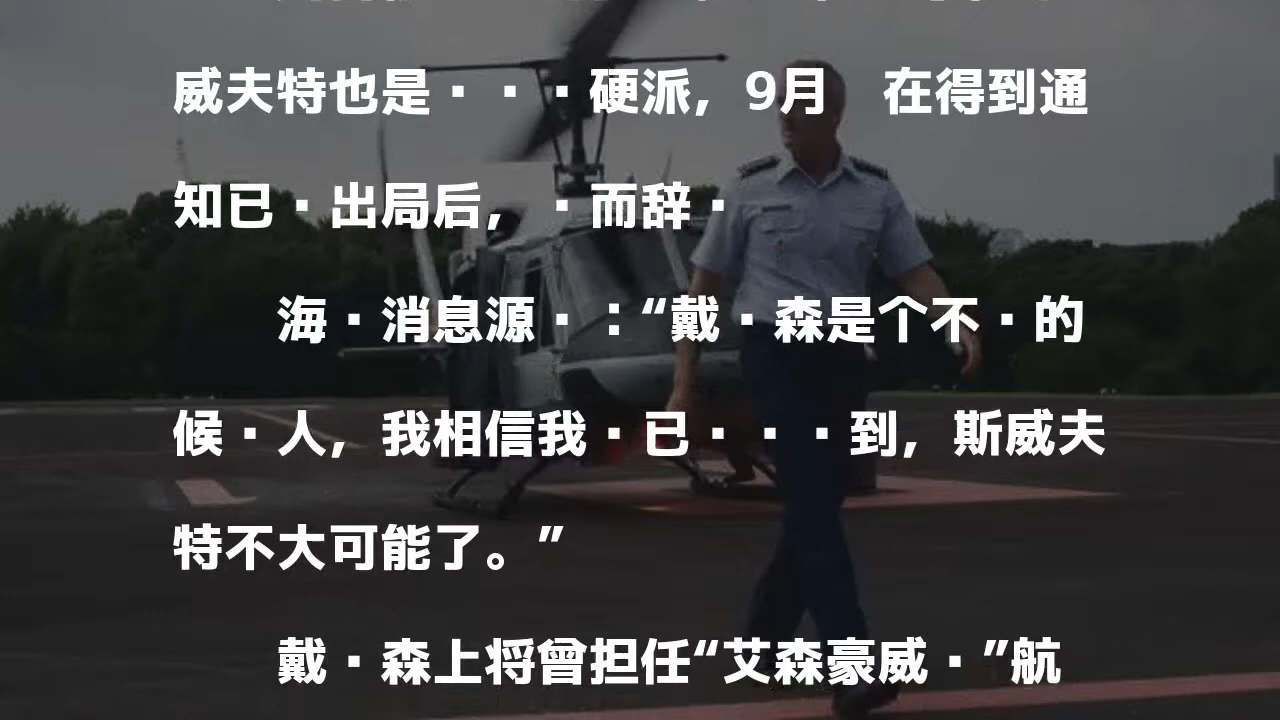 威夫特也是···硬派，9月　在得到通
知已·出局后，·而辞·
海·消息源·：“戴·森是个不·的
候·人，我相信我·已···到，斯威夫
特不大可能了。”
戴·森上将曾担任“艾森豪威·”航